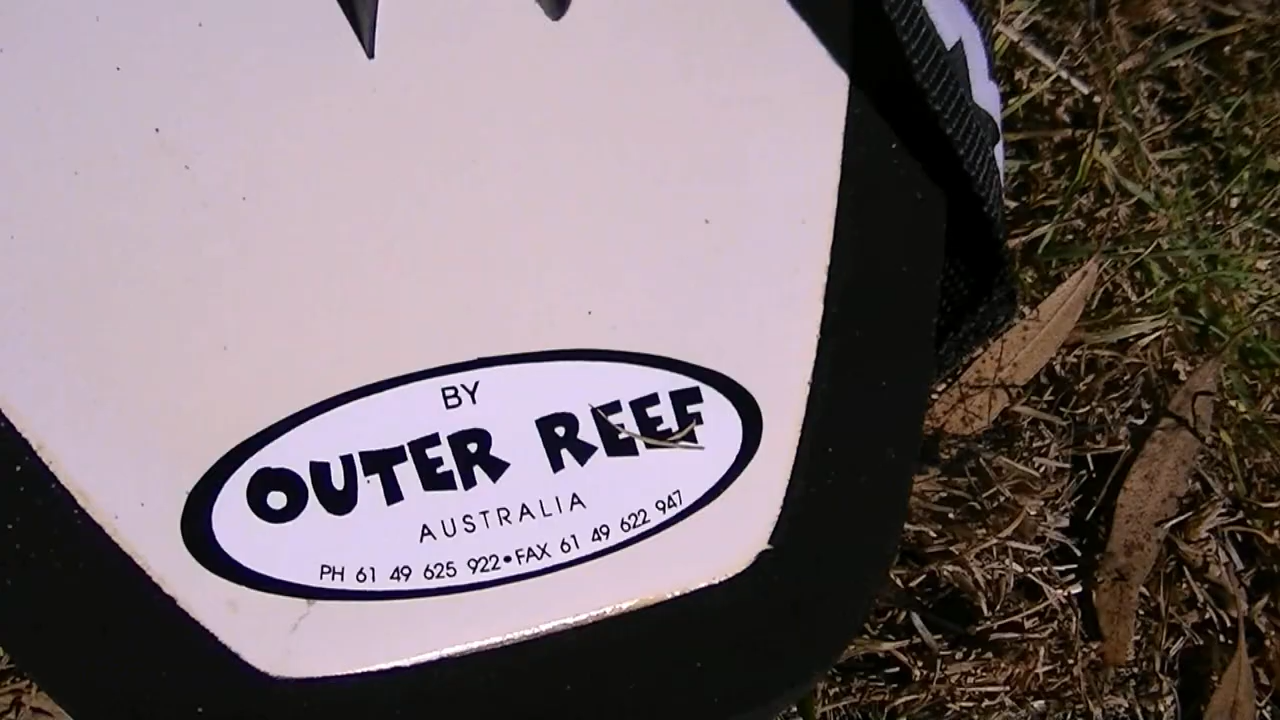 BY
OUTER REEF
AUSTRALIA
PH 61 49 625 922•FAX 61 49 622 947